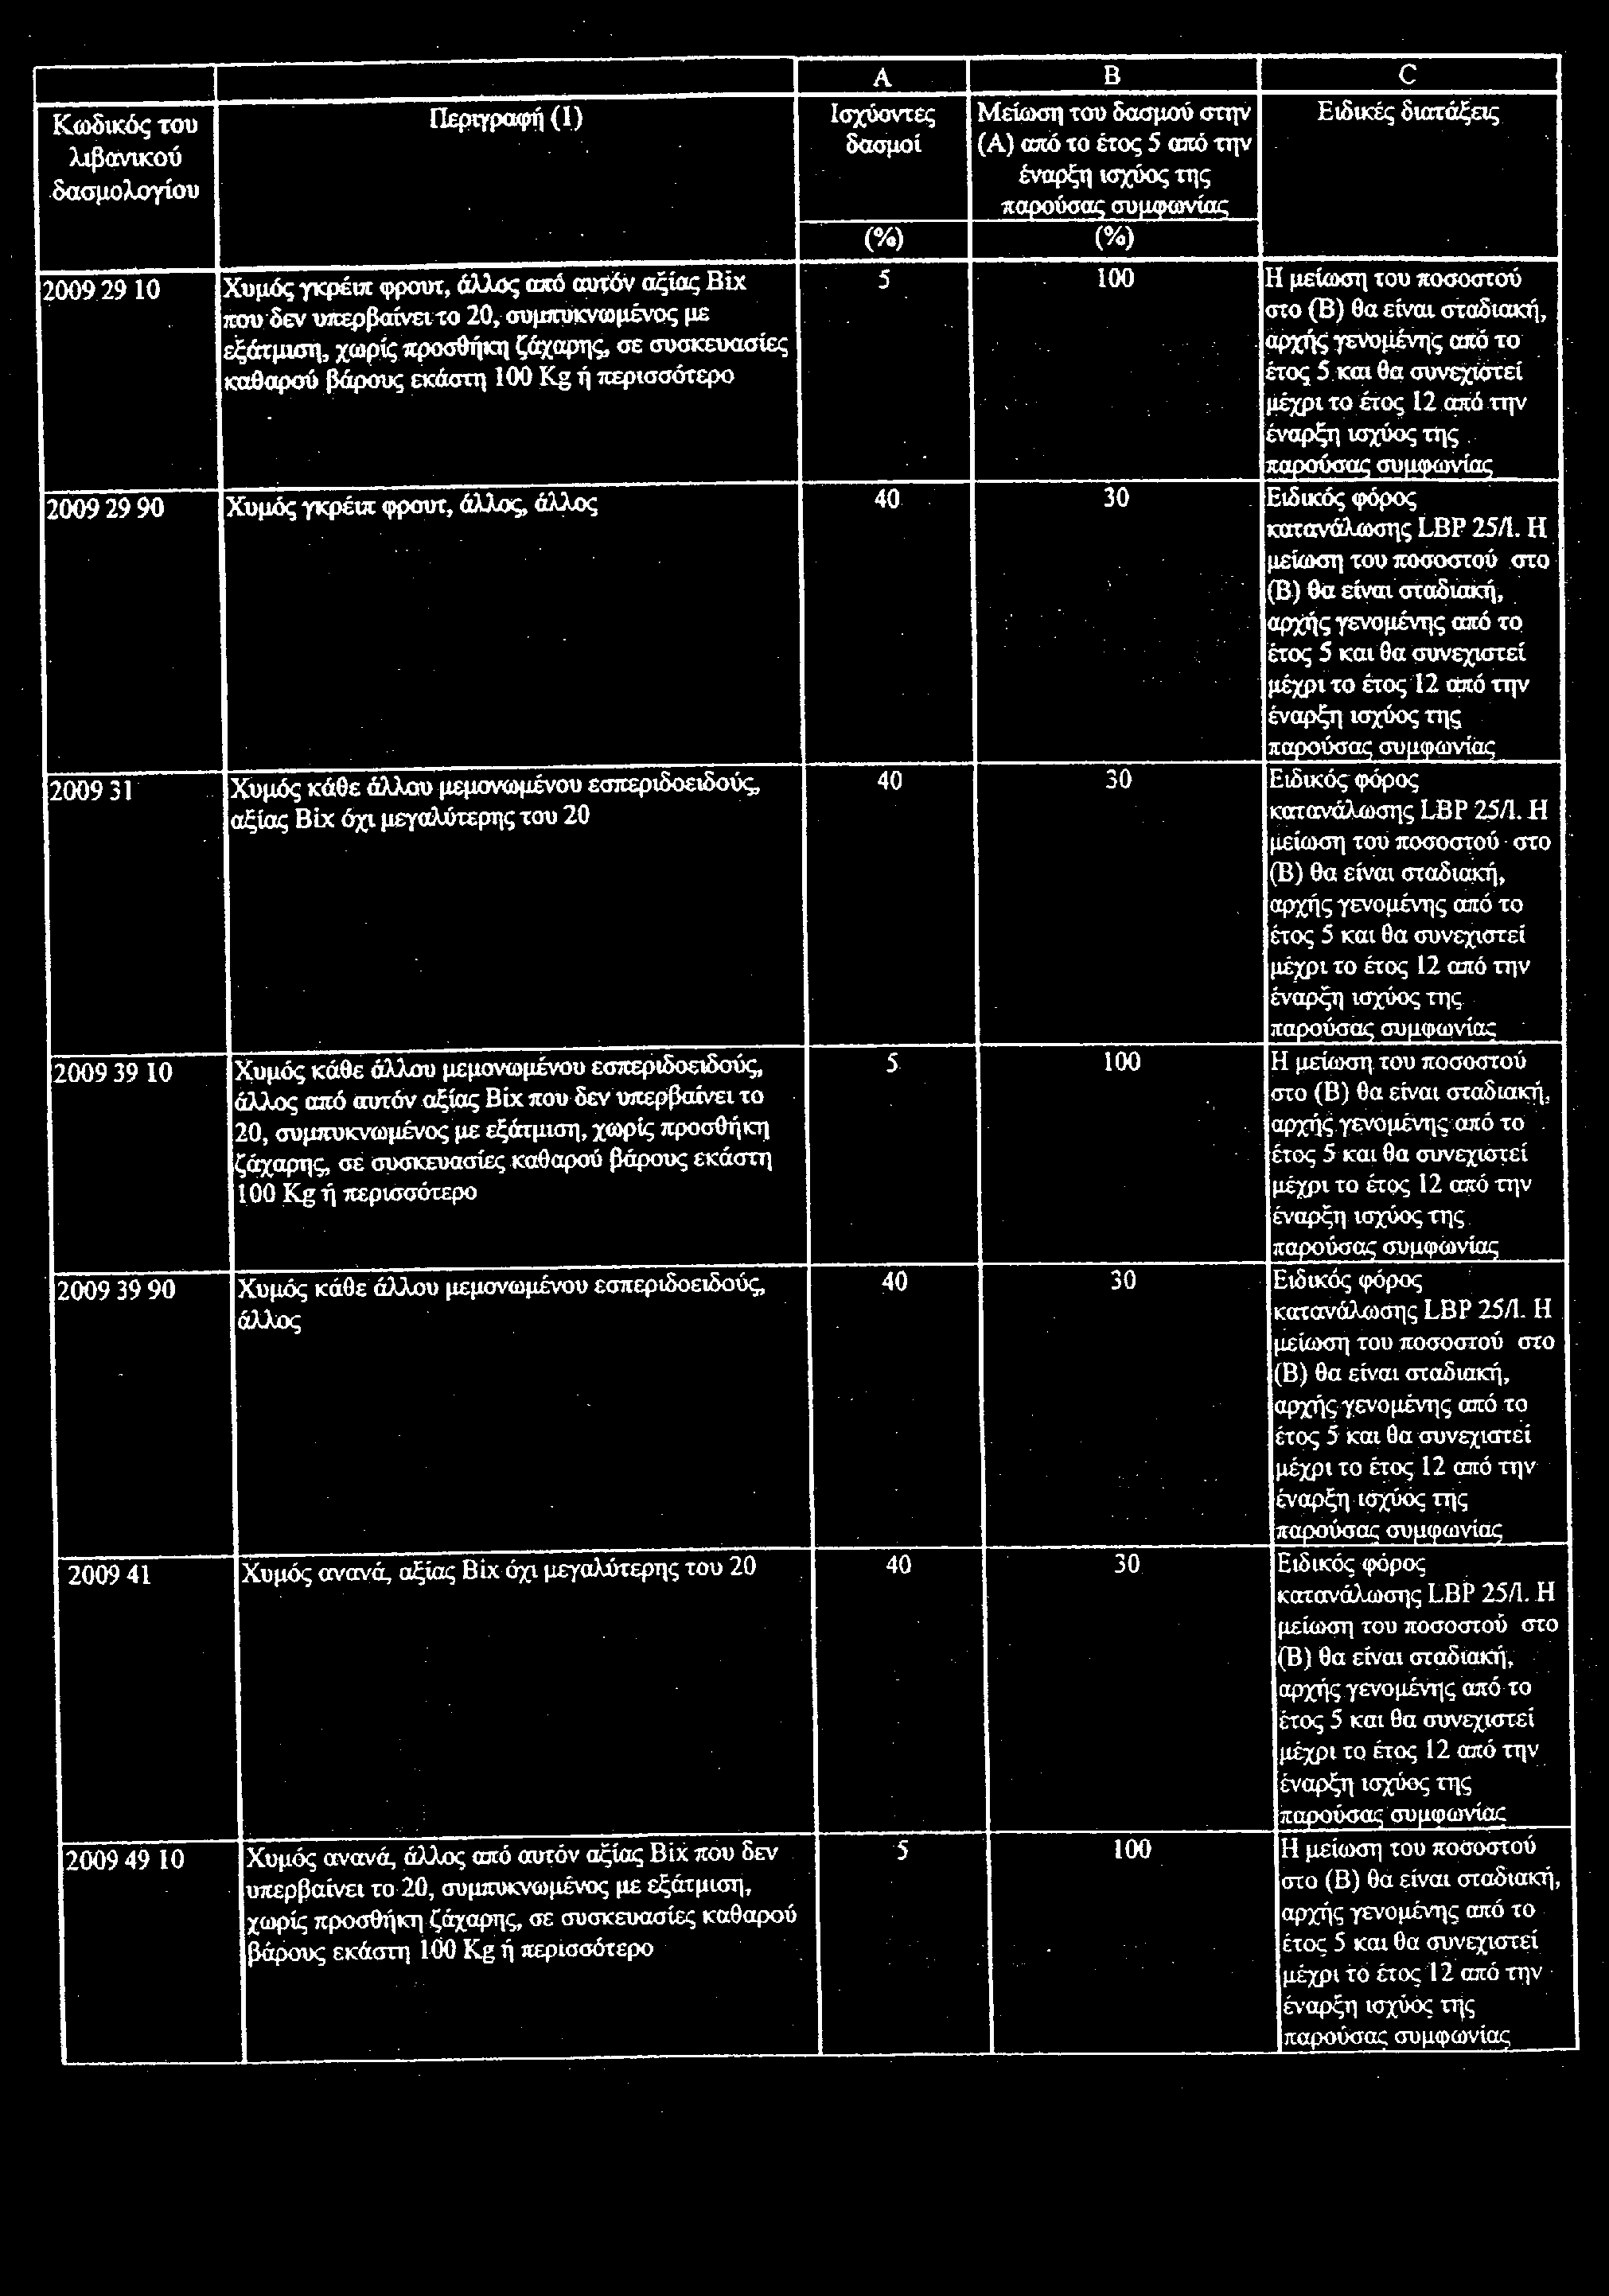 A B C
Κωδικός του
λιβανικού
δασμολογίου
Περιγραφή (1)
Ισχύοντες
δασμοί
Μείωση του δασμού στην
(Α) από το έτος 5 από την
έναρξη ισχύος της
παρούσας συμφωνίας
Ειδικές διατάξεις
(%) (%)
2009 29 10
Χυμός γκρέιπ φρουτ, άλλος από αυτόν αξίας Bix
που δεν υπερβαίνει το 20, συμπυκνωμένος με
εξάτμιση, χωρίς προσθήκη ζάχαρης, σε συσκευασίες
καθαρού βάρους εκάστη 100 Kg ή περισσότερο
5
100
Η μείωση του ποσοστού
στο (Β) θα είναι σταδιακή,
αρχής γενομένης από το
έτος 5 και θα συνεχιστεί
μέχρι το έτος 12 από την
έναρξη ισχύος της
παρούσας συμφωνίας
2009 29 90
Χυμός γκρέιπ φρουτ, άλλος, άλλος
40
30
Ειδικός φόρος
κατανάλωσης LBP 25/l. Η
μείωση του ποσοστού στο
(Β) θα είναι σταδιακή,
αρχής γενομένης από το
έτος 5 και θα συνεχιστεί
μέχρι το έτος 12 από την
έναρξη ισχύος της
παρούσας συμφωνίας
2009 31
Χυμός κάθε άλλου μεμονωμένου εσπεριδοειδούς,
αξίας Bix όχι μεγαλύτερης του 20
40
30
Ειδικός φόρος
κατανάλωσης LBP 25/l. Η
μείωση του ποσοστού στο
(Β) θα είναι σταδιακή,
αρχής γενομένης από το
έτος 5 και θα συνεχιστεί
μέχρι το έτος 12 από την
έναρξη ισχύος της
παρούσας συμφωνίας
2009 39 10
Χυμός κάθε άλλου μεμονωμένου εσπεριδοειδούς,
άλλος από αυτόν αξίας Bix που δεν υπερβαίνει το
20, συμπυκνωμένος με εξάτμιση, χωρίς προσθήκη
ζάχαρης, σε συσκευασίες καθαρού βάρους εκάστη
100 Kg ή περισσότερο
5
100
Η μείωση του ποσοστού
στο (Β) θα είναι σταδιακή,
αρχής γενομένης από το
έτος 5 και θα συνεχιστεί
μέχρι το έτος 12 από την
έναρξη ισχύος της
παρούσας συμφωνίας
2009 39 90
Χυμός κάθε άλλου μεμονωμένου εσπεριδοειδούς,
άλλος
40
30
Ειδικός φόρος
κατανάλωσης LBP 25/l. Η
μείωση του ποσοστού στο
(Β) θα είναι σταδιακή,
αρχής γενομένης από το
έτος 5 και θα συνεχιστεί
μέχρι το έτος 12 από την
έναρξη ισχύος της
παρούσας συμφωνίας
2009 41
Χυμός ανανά, αξίας Bix όχι μεγαλύτερης του 20
40
30
Ειδικός φόρος
κατανάλωσης LBP 25/l. Η
μείωση του ποσοστού στο
(Β) θα είναι σταδιακή,
αρχής γενομένης από το
έτος 5 και θα συνεχιστεί
μέχρι το έτος 12 από την
έναρξη ισχύος της
παρούσας συμφωνίας
2009 49 10
Χυμός ανανά, άλλος από αυτόν αξίας Bix που δεν
υπερβαίνει το 20, συμπυκνωμένος με εξάτμιση,
χωρίς προσθήκη ζάχαρης, σε συσκευασίες καθαρού
βάρους εκάστη 100 Kg ή περισσότερο
5
100
Η μείωση του ποσοστού
στο (Β) θα είναι σταδιακή,
αρχής γενομένης από το
έτος 5 και θα συνεχιστεί
μέχρι το έτος 12 από την
έναρξη ισχύος της
παρούσας συμφωνίας